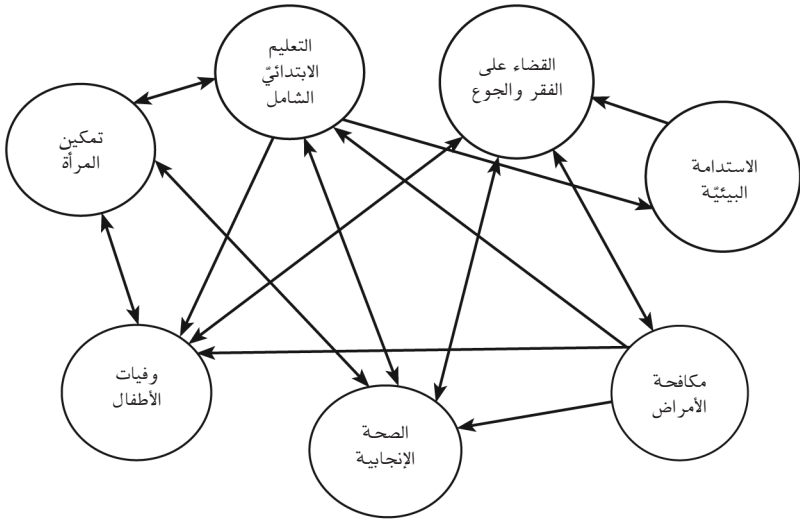 القضاء على
الفقر والجوع
التعليم
الابتدائيّ
الشامل
الاستدامة
البيئيّة
تمكين
المرأة
مكافحة
الأمراض
الصحة
الإنجابية
وفيات
الأطفال